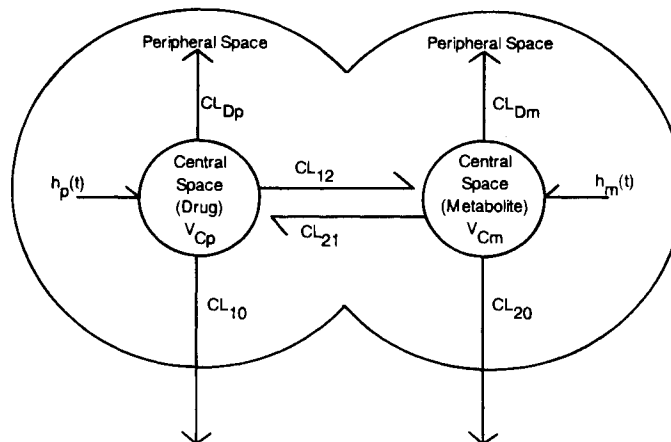 Peripheral Space
Peripheral Space
CL_Dp
CL_Dm
Central
Space
(Drug)
V_Cp
CL_12
Central
Space
(Metabolite)
V_Cm
h_p(t)
h_m(t)
CL_21
CL_10
CL_20